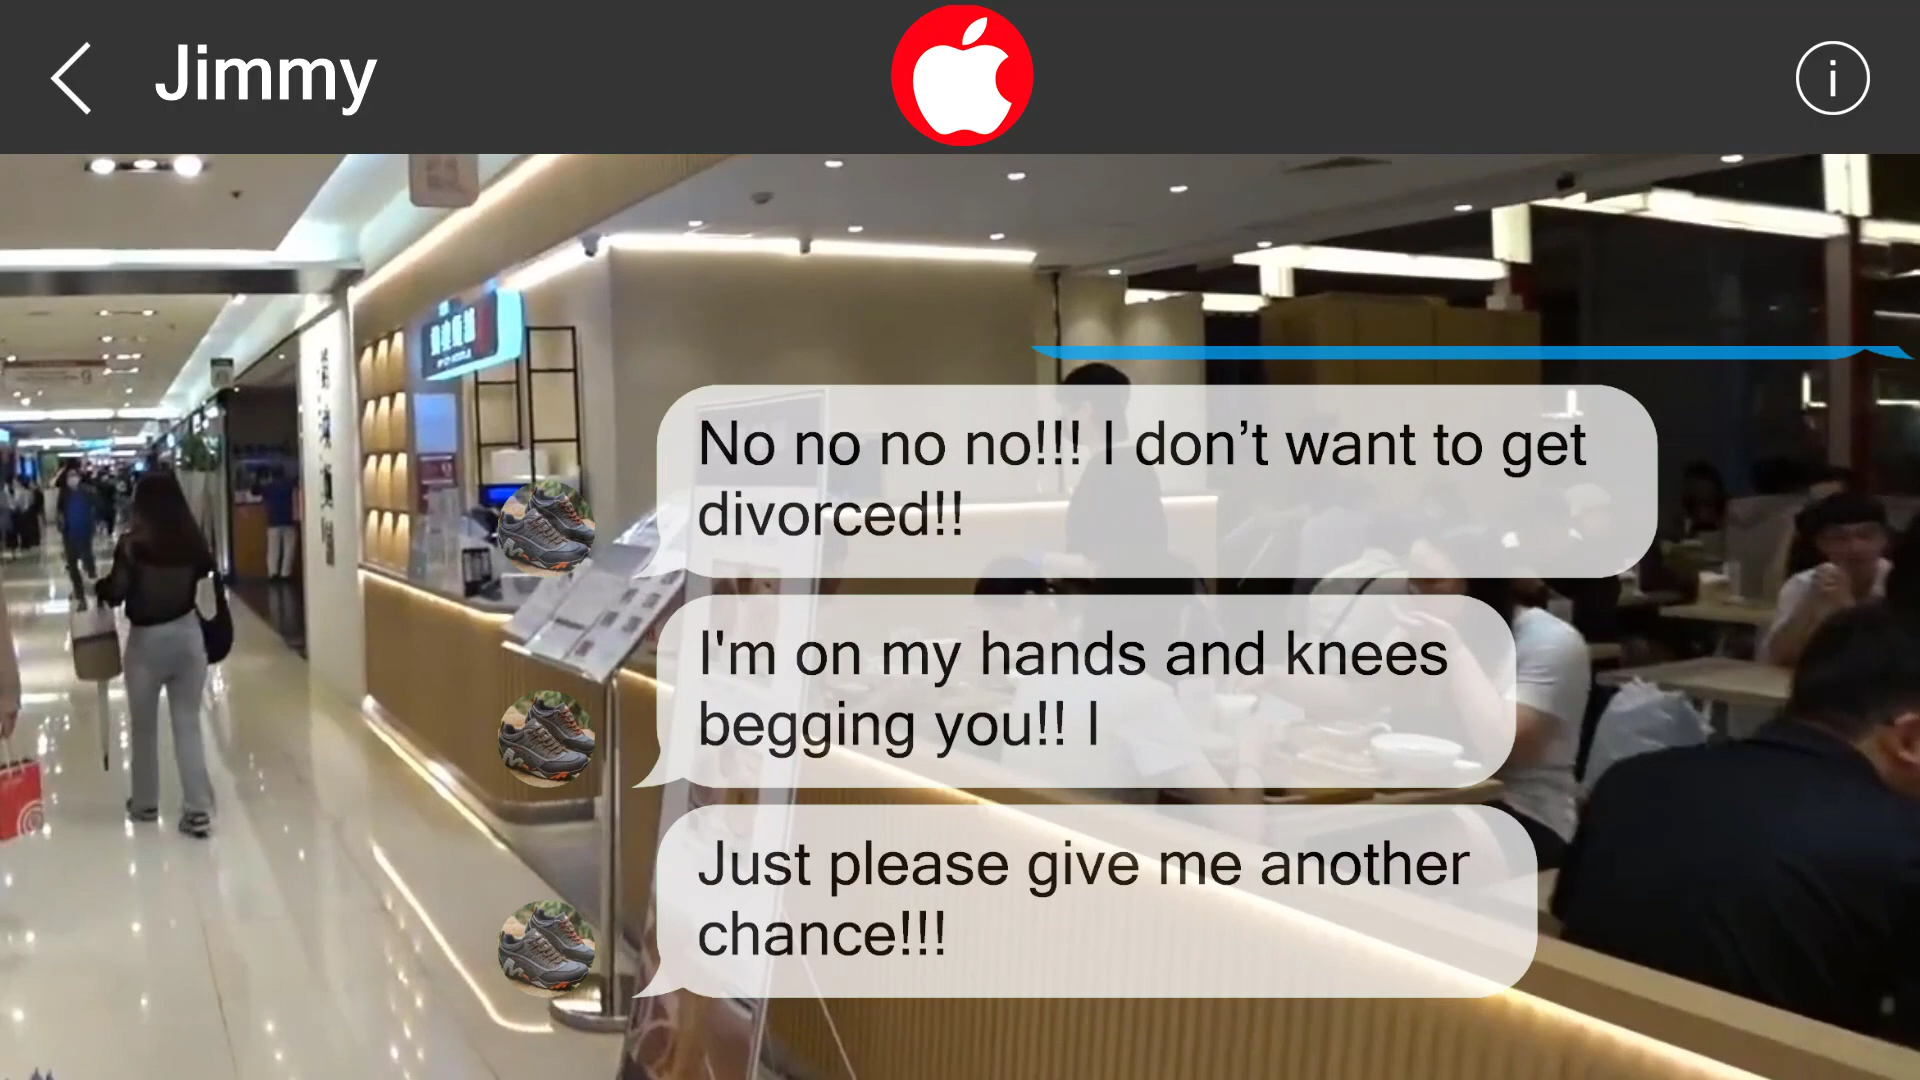 Jimmy
No no no no!!! I don’t want to get
divorced!!
I'm on my hands and knees
begging you!! I
Just please give me another
chance!!!